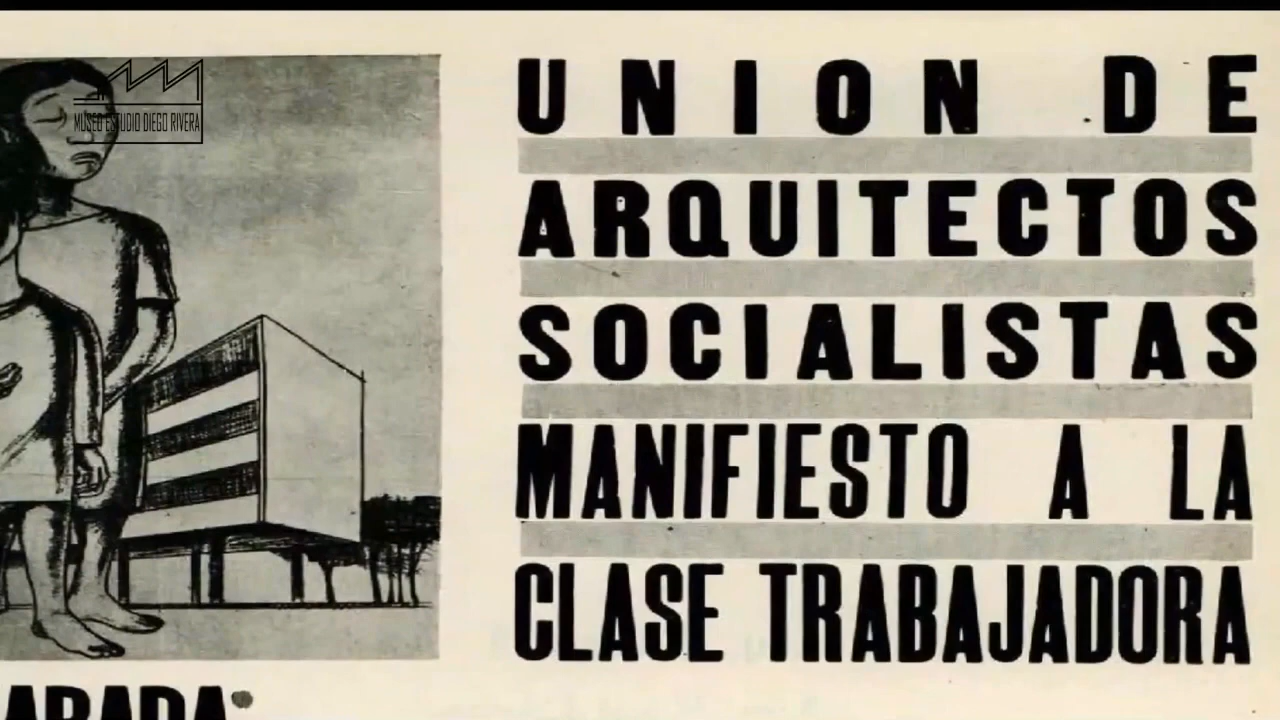 MUSEO ESTUDIO DIEGO RIVERA
UNION DE
ARQUITECTOS
SOCIALISTAS
MANIFIESTO A LA
CLASE TRABAJADORA